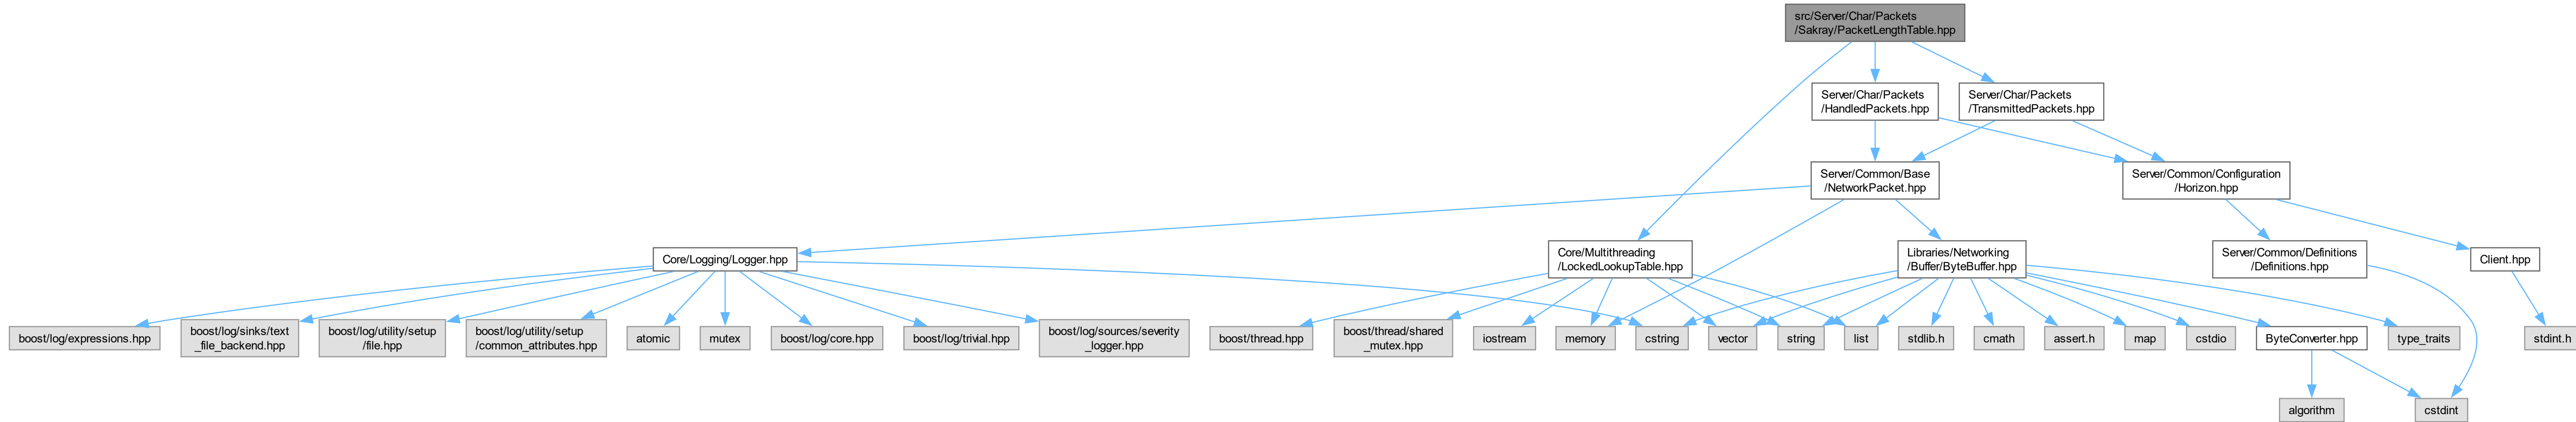 src/Server/Char/Packets
/Sakray/PacketLengthTable.hpp
Server/Char/Packets
/HandledPackets.hpp
Server/Char/Packets
/TransmittedPackets.hpp
Server/Common/Base
/NetworkPacket.hpp
Server/Common/Configuration
/Horizon.hpp
Core/Logging/Logger.hpp
Core/Multithreading
/LockedLookupTable.hpp
Libraries/Networking
/Buffer/ByteBuffer.hpp
Server/Common/Definitions
/Definitions.hpp
Client.hpp
boost/log/expressions.hpp
boost/log/sinks/text
_file_backend.hpp
boost/log/utility/setup
/file.hpp
boost/log/utility/setup
/common_attributes.hpp
atomic
mutex
boost/log/core.hpp
boost/log/trivial.hpp
boost/log/sources/severity
_logger.hpp
boost/thread.hpp
boost/thread/shared
_mutex.hpp
iostream
memory
cstring
vector
string
list
stdlib.h
cmath
assert.h
map
cstdio
ByteConverter.hpp
type_traits
stdint.h
algorithm
cstdint